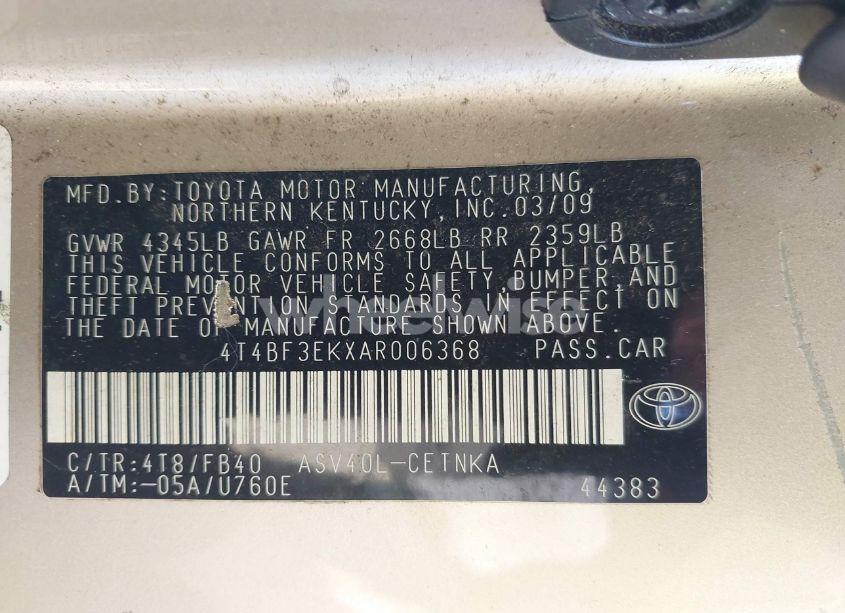 MFD.BY:TOYOTA MOTOR MANUFACTURING,
NORTHERN KENTUCKY,INC.03/09
GVWR 4345LB GAWR FR 2668LB RR 2359LB
THIS VEHICLE CONFORMS TO ALL APPLICABLE
FEDERAL MOTOR VEHICLE SAFETY,BUMPER,AND
THEFT PREVENTION STANDARDS IN EFFECT ON
THE DATE OF MANUFACTURE SHOWN ABOVE.
wheelwise
4T4BF3EKXAR006368 PASS.CAR
C/TR:4T8/FB40 ASV40L-CETNKA
A/TM:-05A/U760E 44383